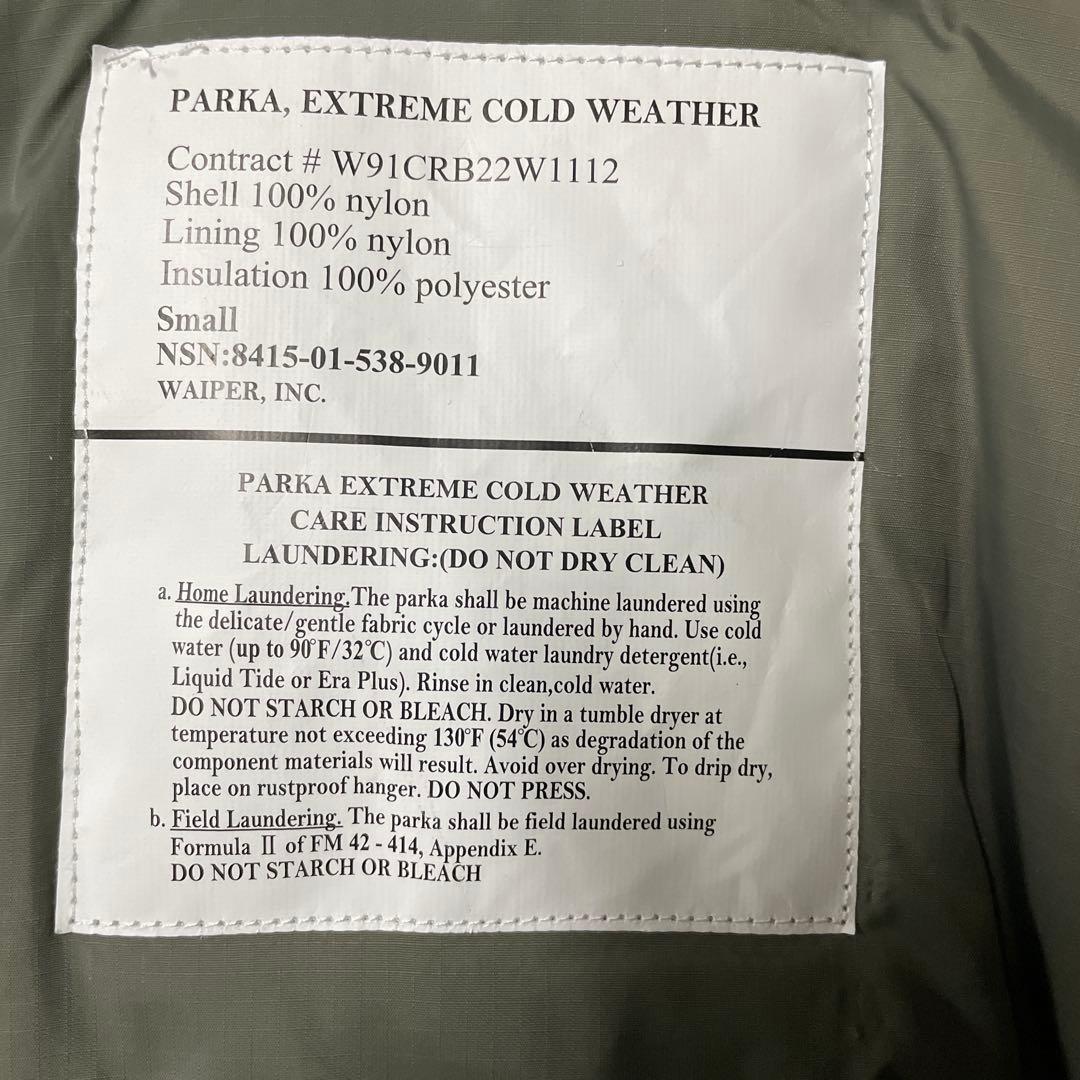 PARKA, EXTREME COLD WEATHER
Contract # W91CRB22W1112
Shell 100% nylon
Lining 100% nylon
Insulation 100% polyester
Small
NSN:8415-01-538-9011
WAIPER, INC.
PARKA EXTREME COLD WEATHER
CARE INSTRUCTION LABEL
LAUNDERING:(DO NOT DRY CLEAN)
a. Home Laundering.The parka shall be machine laundered using
the delicate/gentle fabric cycle or laundered by hand. Use cold
water (up to 90°F/32℃) and cold water laundry detergent(i.e.,
Liquid Tide or Era Plus). Rinse in clean,cold water.
DO NOT STARCH OR BLEACH. Dry in a tumble dryer at
temperature not exceeding 130°F (54℃) as degradation of the
component materials will result. Avoid over drying. To drip dry,
place on rustproof hanger. DO NOT PRESS.
b. Field Laundering. The parka shall be field laundered using
Formula Ⅱ of FM 42 - 414, Appendix E.
DO NOT STARCH OR BLEACH